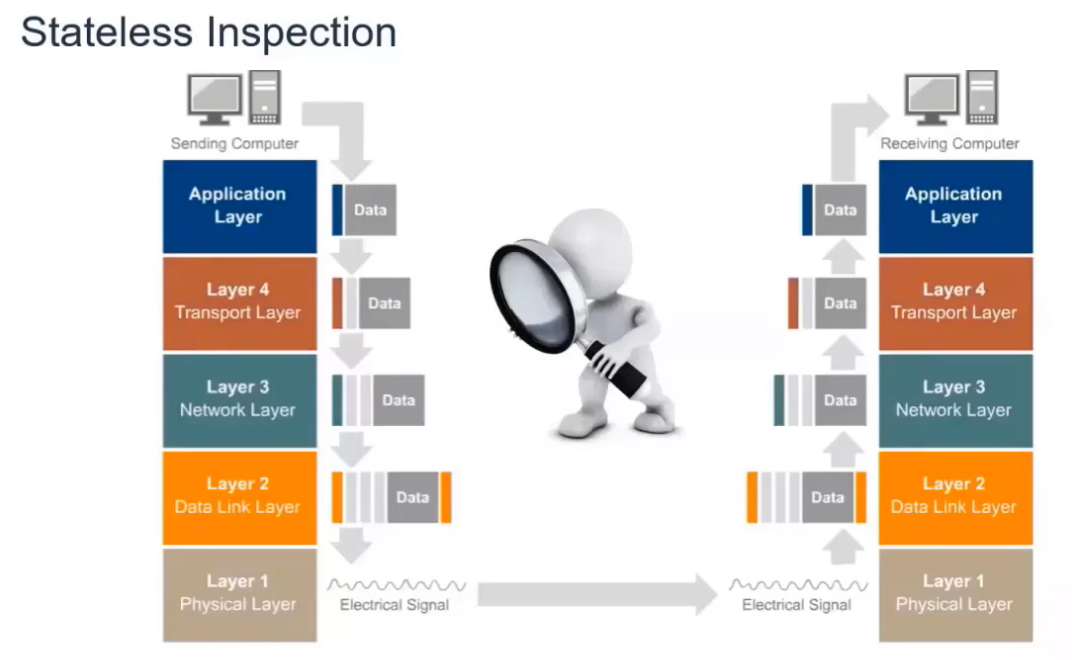 Stateless Inspection
Sending Computer
Application
Layer
Data
Layer 4
Transport Layer
Data
Layer 3
Network Layer
Data
Layer 2
Data Link Layer
Data
Layer 1
Physical Layer
Electrical Signal
Receiving Computer
Data
Application
Layer
Data
Layer 4
Transport Layer
Data
Layer 3
Network Layer
Data
Layer 2
Data Link Layer
Electrical Signal
Layer 1
Physical Layer